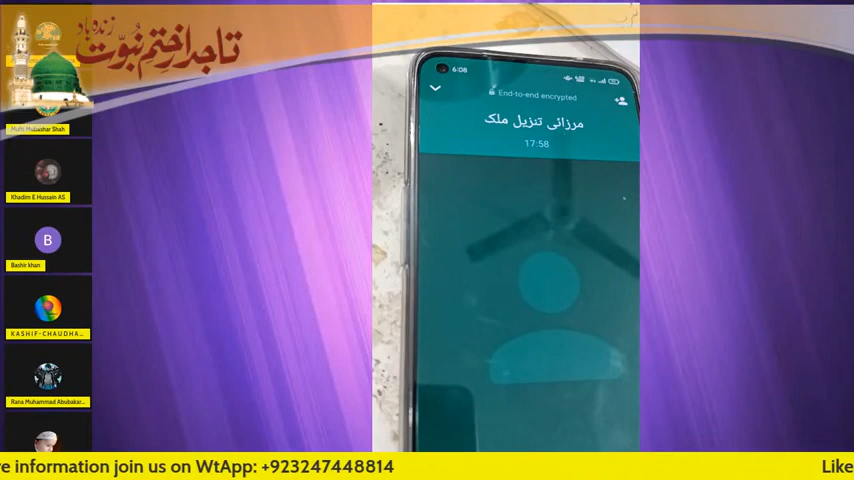 زندہ باد
تاجدار ختم نبوت
Mufti Mubashar Shah
Khadim E Hussain AS
B
Bashir khan
KASHIF-CHAUDHA...
Rana Muhammad Abubakar...
6:08
End-to-end encrypted
مرزائی تنزیل ملک
17:58
re information join us on WtApp: +923247448814
Like